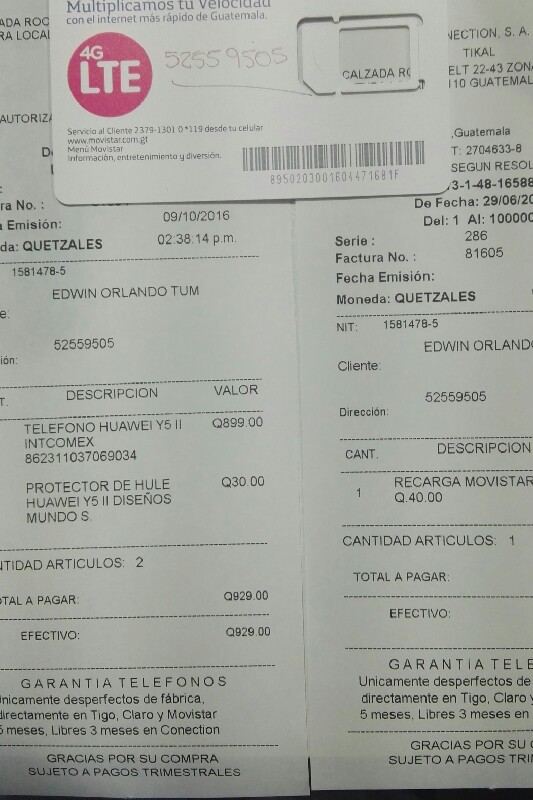 Multiplicamos tu Velocidad
con el internet más rápido de Guatemala.
4G
LTE
52559505
CALZADA RO
Servicio al Cliente 2379-1301 O *119 desde tu celular
www.movistar.com.gt
Menú Movistar
Información, entretenimiento y diversión.
8950203001604471681F
ADA ROO
RA LOCAL
AUTORIZA
ra No. :
a Emisión: 09/10/2016
da: QUETZALES 02:38:14 p.m.
1581478-5
EDWIN ORLANDO TUM
e:
52559505
ión:
T. DESCRIPCION VALOR
TELEFONO HUAWEI Y5 II Q899.00
INTCOMEX
862311037069034
PROTECTOR DE HULE Q30.00
HUAWEI Y5 II DISEÑOS
MUNDO S.
NTIDAD ARTICULOS: 2
OTAL A PAGAR: Q929.00
EFECTIVO: Q929.00
GARANTIA TELEFONOS
Unicamente desperfectos de fábrica,
directamente en Tigo, Claro y Movistar
6 meses, Libres 3 meses en Conection
GRACIAS POR SU COMPRA
SUJETO A PAGOS TRIMESTRALES
NECTION, S. A.
TIKAL
ELT 22-43 ZONA
110 GUATEMAL
,Guatemala
T: 2704633-8
SEGUN RESOL
3-1-48-16588
De Fecha: 29/06/20
Del: 1 Al: 100000
Serie : 286
Factura No. : 81605
Fecha Emisión:
Moneda: QUETZALES
NIT: 1581478-5
EDWIN ORLANDO
Cliente:
52559505
Dirección:
CANT. DESCRIPCION
1 RECARGA MOVISTAR
Q.40.00
CANTIDAD ARTICULOS: 1
TOTAL A PAGAR:
EFECTIVO:
GARANTIA TELE
Unicamente desperfectos de
directamente en Tigo, Claro y
5 meses, Libres 3 meses en
GRACIAS POR SU C
SUJETO A PAGOS TRIM